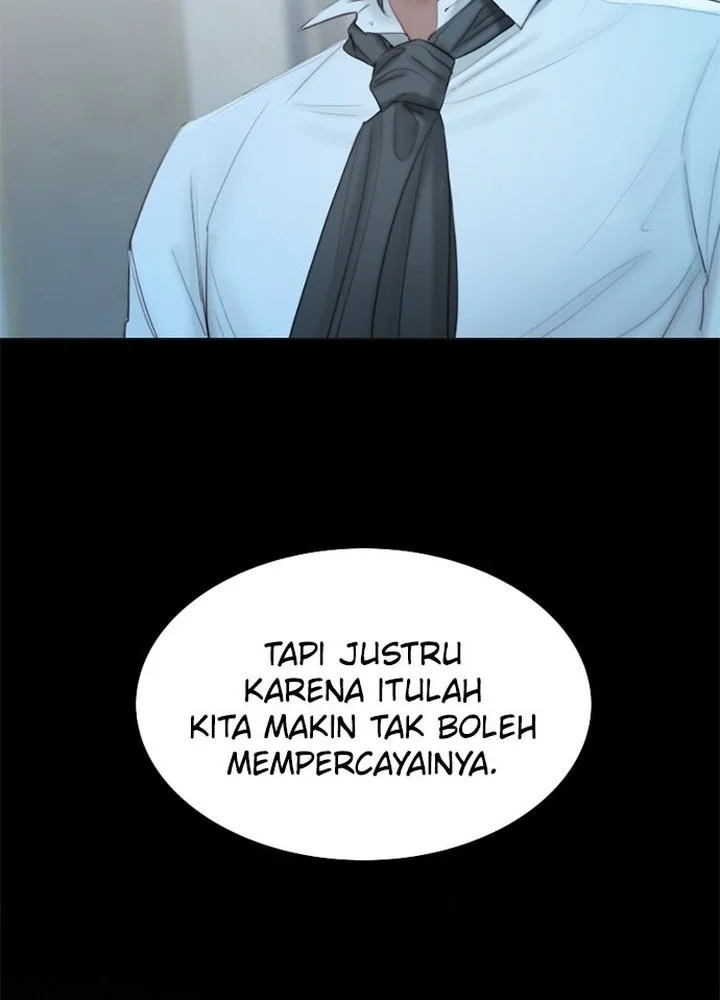 TAPI JUSTRU
KARENA ITULAH
KITA MAKIN TAK BOLEH
MEMPERCAYAINYA.